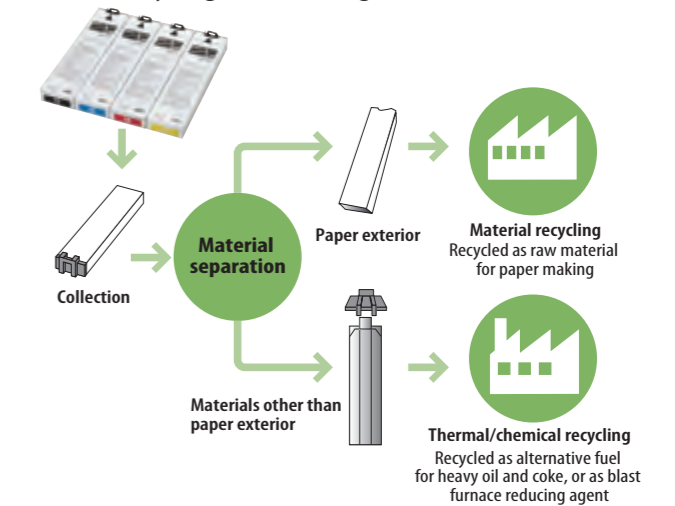 Collection
Material
separation
Paper exterior
Material recycling
Recycled as raw material
for paper making
Materials other than
paper exterior
Thermal/chemical recycling
Recycled as alternative fuel
for heavy oil and coke, or as blast
furnace reducing agent